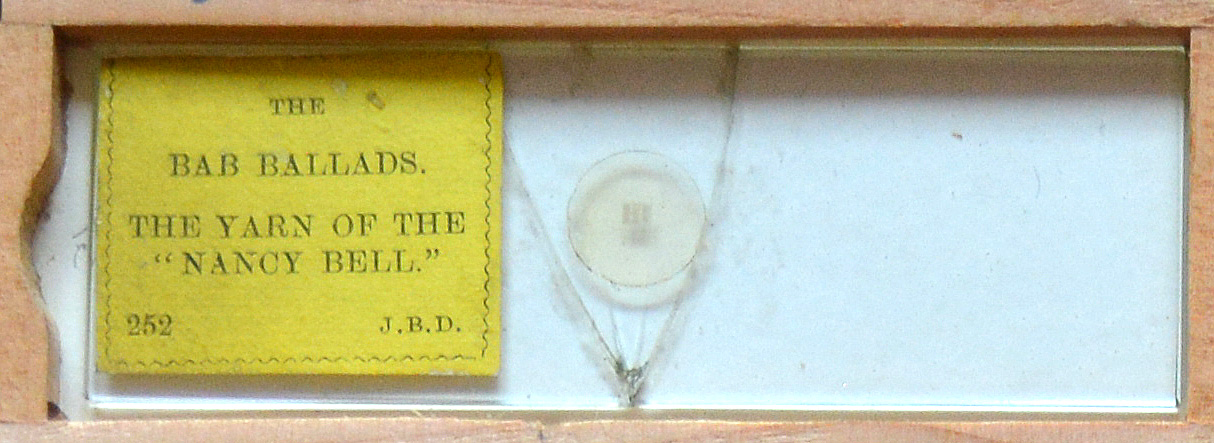 THE
BAB BALLADS.
THE YARN OF THE
“NANCY BELL.”
252 J.B.D.